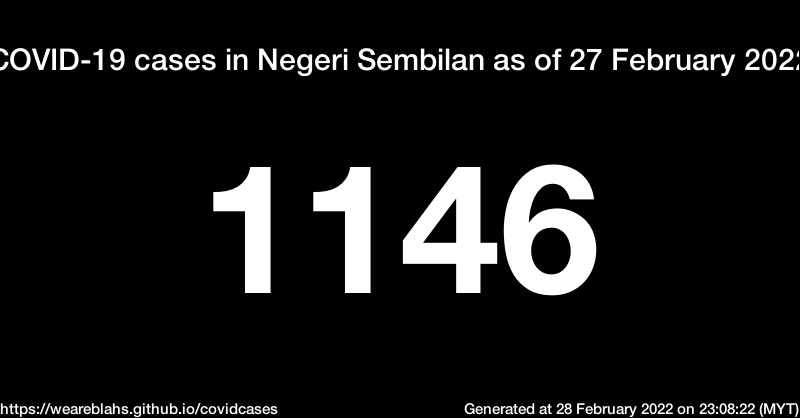 COVID-19 cases in Negeri Sembilan as of 27 February 2022
1146
https://weareblahs.github.io/covidcases
Generated at 28 February 2022 on 23:08:22 (MYT)